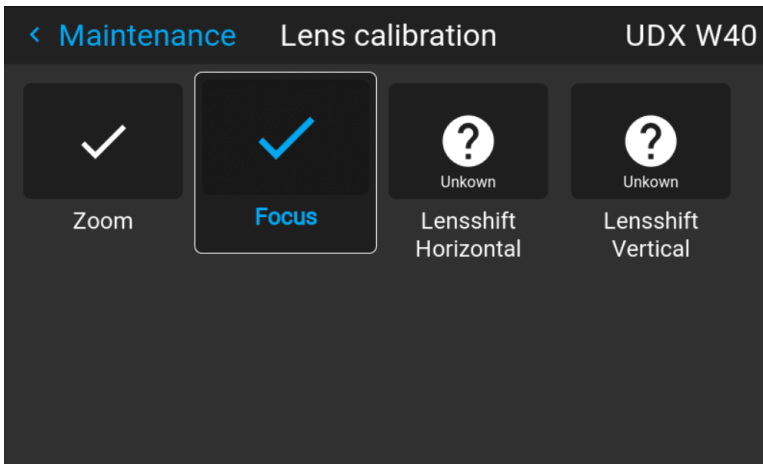 Maintenance Lens calibration UDX W40
Unkown Unkown
Zoom Focus Lensshift Horizontal Lensshift Vertical